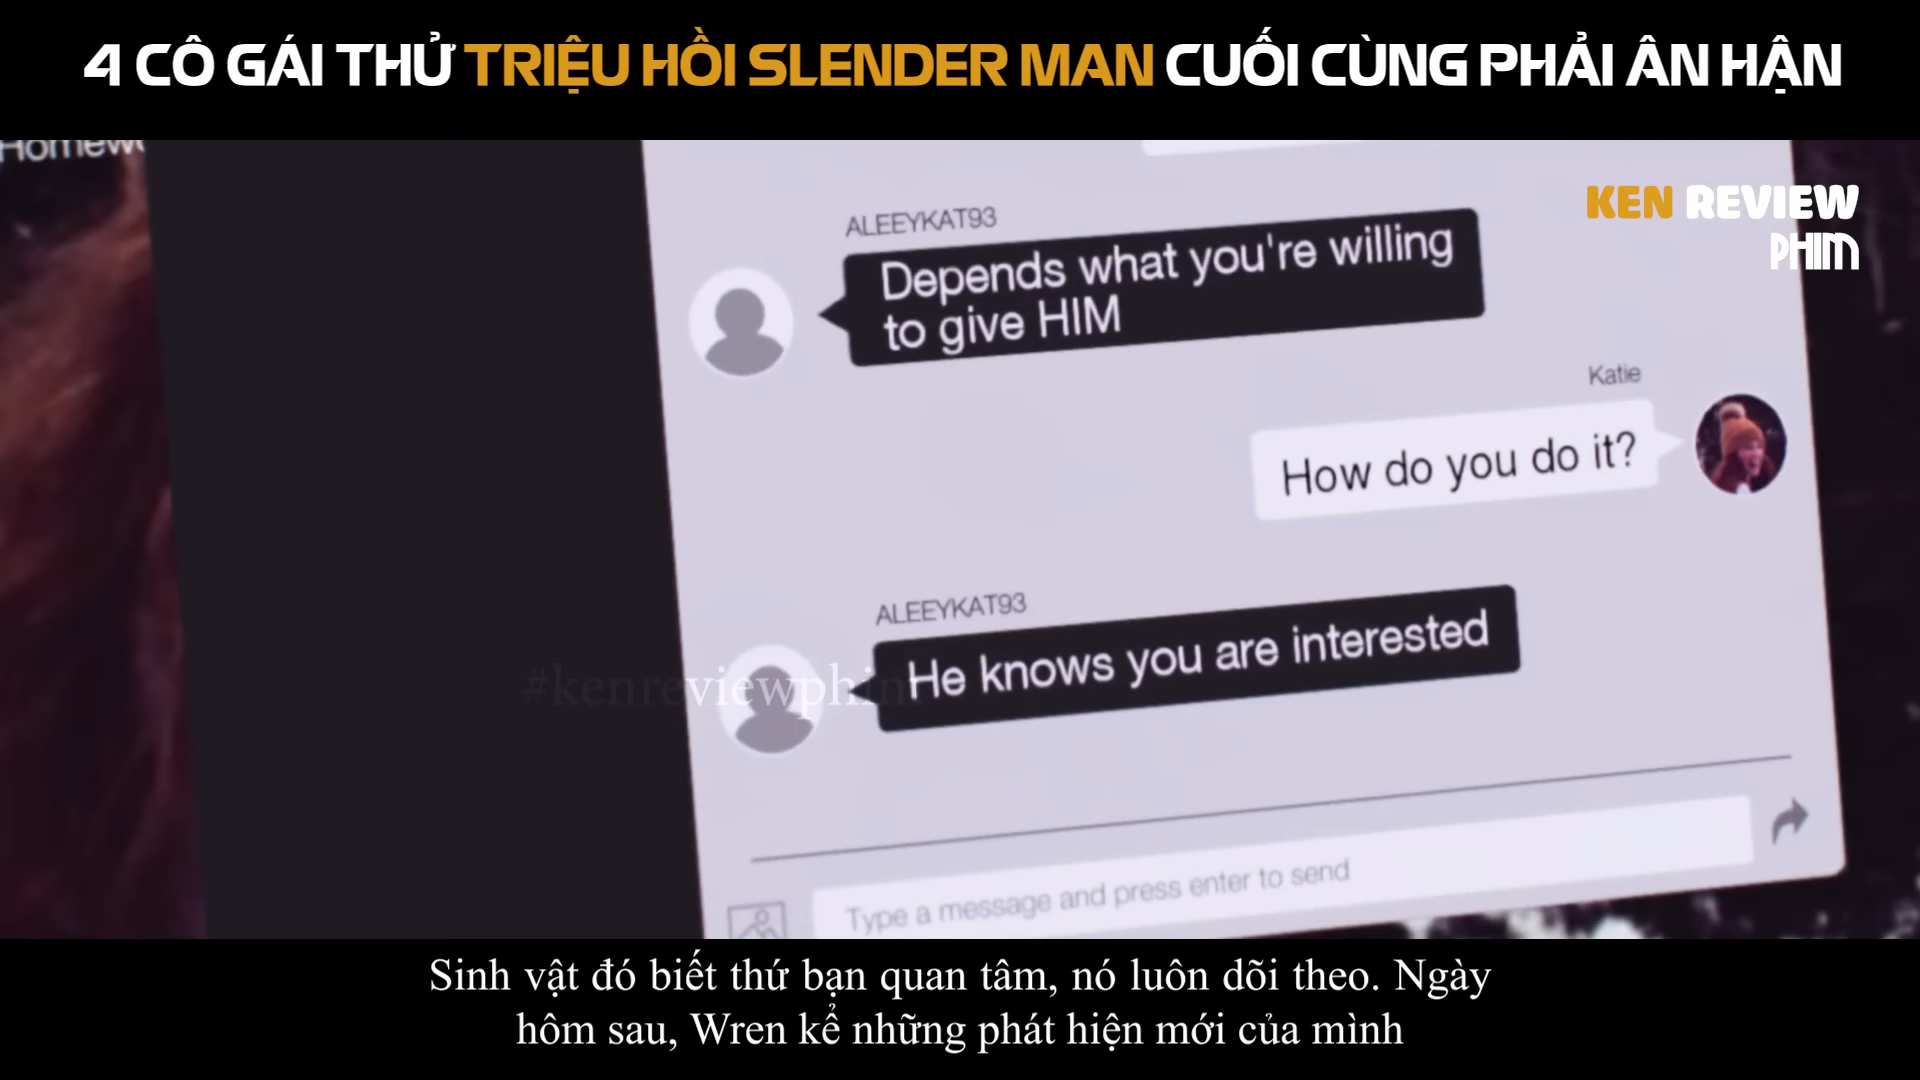 4 CÔ GÁI THỬ TRIỆU HỒI SLENDER MAN CUỐI CÙNG PHẢI ÂN HẬN
KEN REVIEW
PHIM
ALEEYKAT93
Depends what you're willing
to give HIM
Katie
How do you do it?
ALEEYKAT93
He knows you are interested
#kenreviewphim
Type a message and press enter to send
Sinh vật đó biết thứ bạn quan tâm, nó luôn dõi theo. Ngày
hôm sau, Wren kể những phát hiện mới của mình